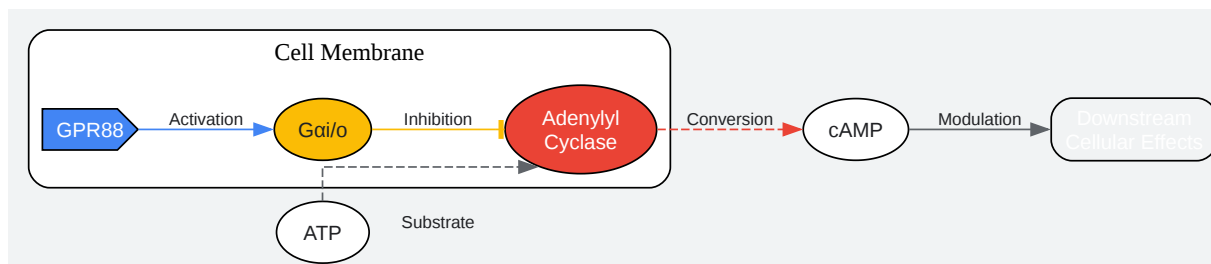 Cell Membrane
GPR88
Activation
Gαi/o
Inhibition
Adenylyl
Cyclase
Conversion
cAMP
Modulation
Downstream
Cellular Effects
ATP
Substrate